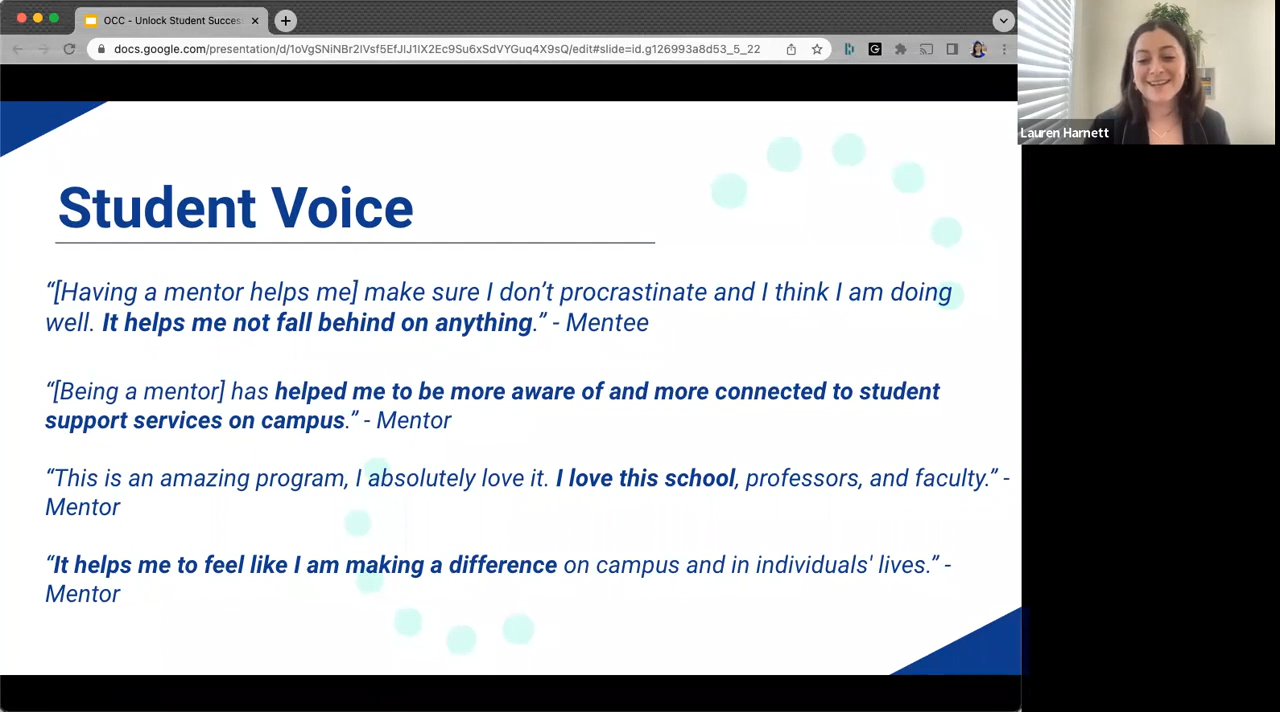 OCC - Unlock Student Succes
docs.google.com/presentation/d/1oVgSNiNBr2lVsf5EfJIJ1lX2Ec9Su6xSdVYGuq4X9sQ/edit#slide=id.g126993a8d53_5_22
Lauren Harnett
Student Voice
“[Having a mentor helps me] make sure I don’t procrastinate and I think I am doing
well. It helps me not fall behind on anything.” - Mentee
“[Being a mentor] has helped me to be more aware of and more connected to student
support services on campus.” - Mentor
“This is an amazing program, I absolutely love it. I love this school, professors, and faculty.” -
Mentor
“It helps me to feel like I am making a difference on campus and in individuals' lives.” -
Mentor